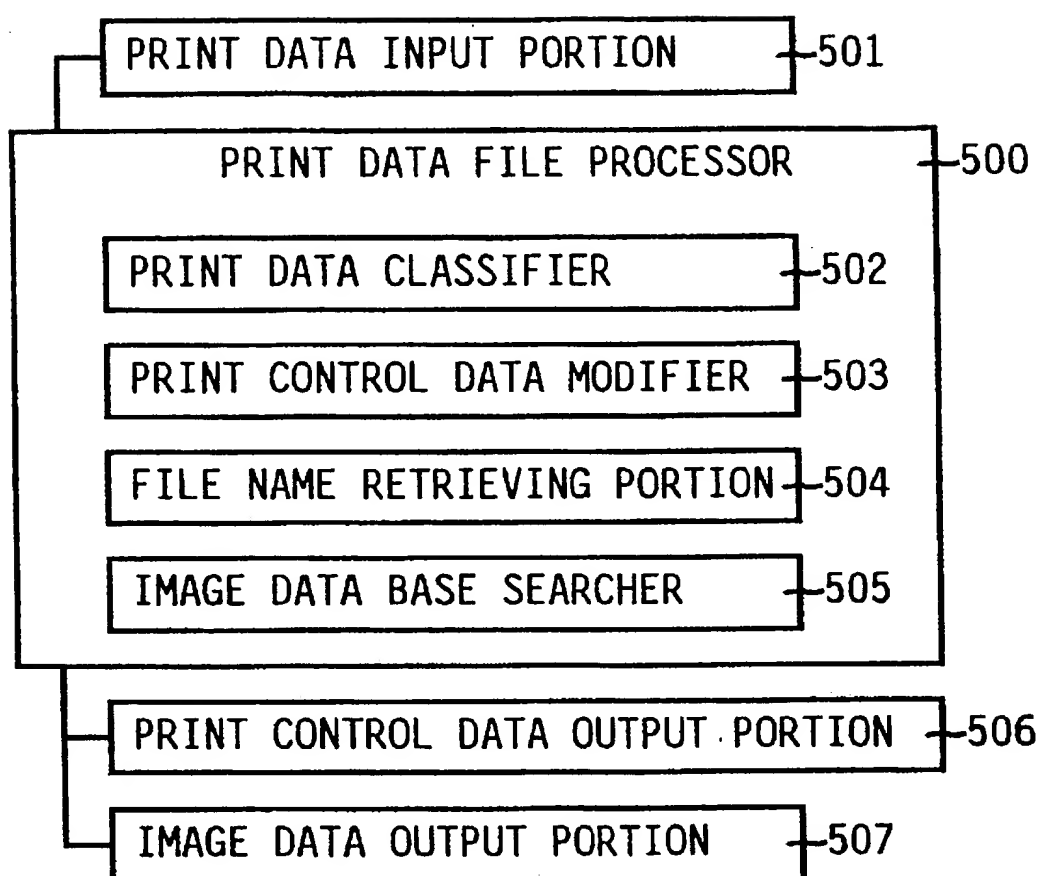 PRINT DATA INPUT PORTION 501
PRINT DATA FILE PROCESSOR 500
PRINT DATA CLASSIFIER 502
PRINT CONTROL DATA MODIFIER 503
FILE NAME RETRIEVING PORTION 504
IMAGE DATA BASE SEARCHER 505
PRINT CONTROL DATA OUTPUT PORTION 506
IMAGE DATA OUTPUT PORTION 507